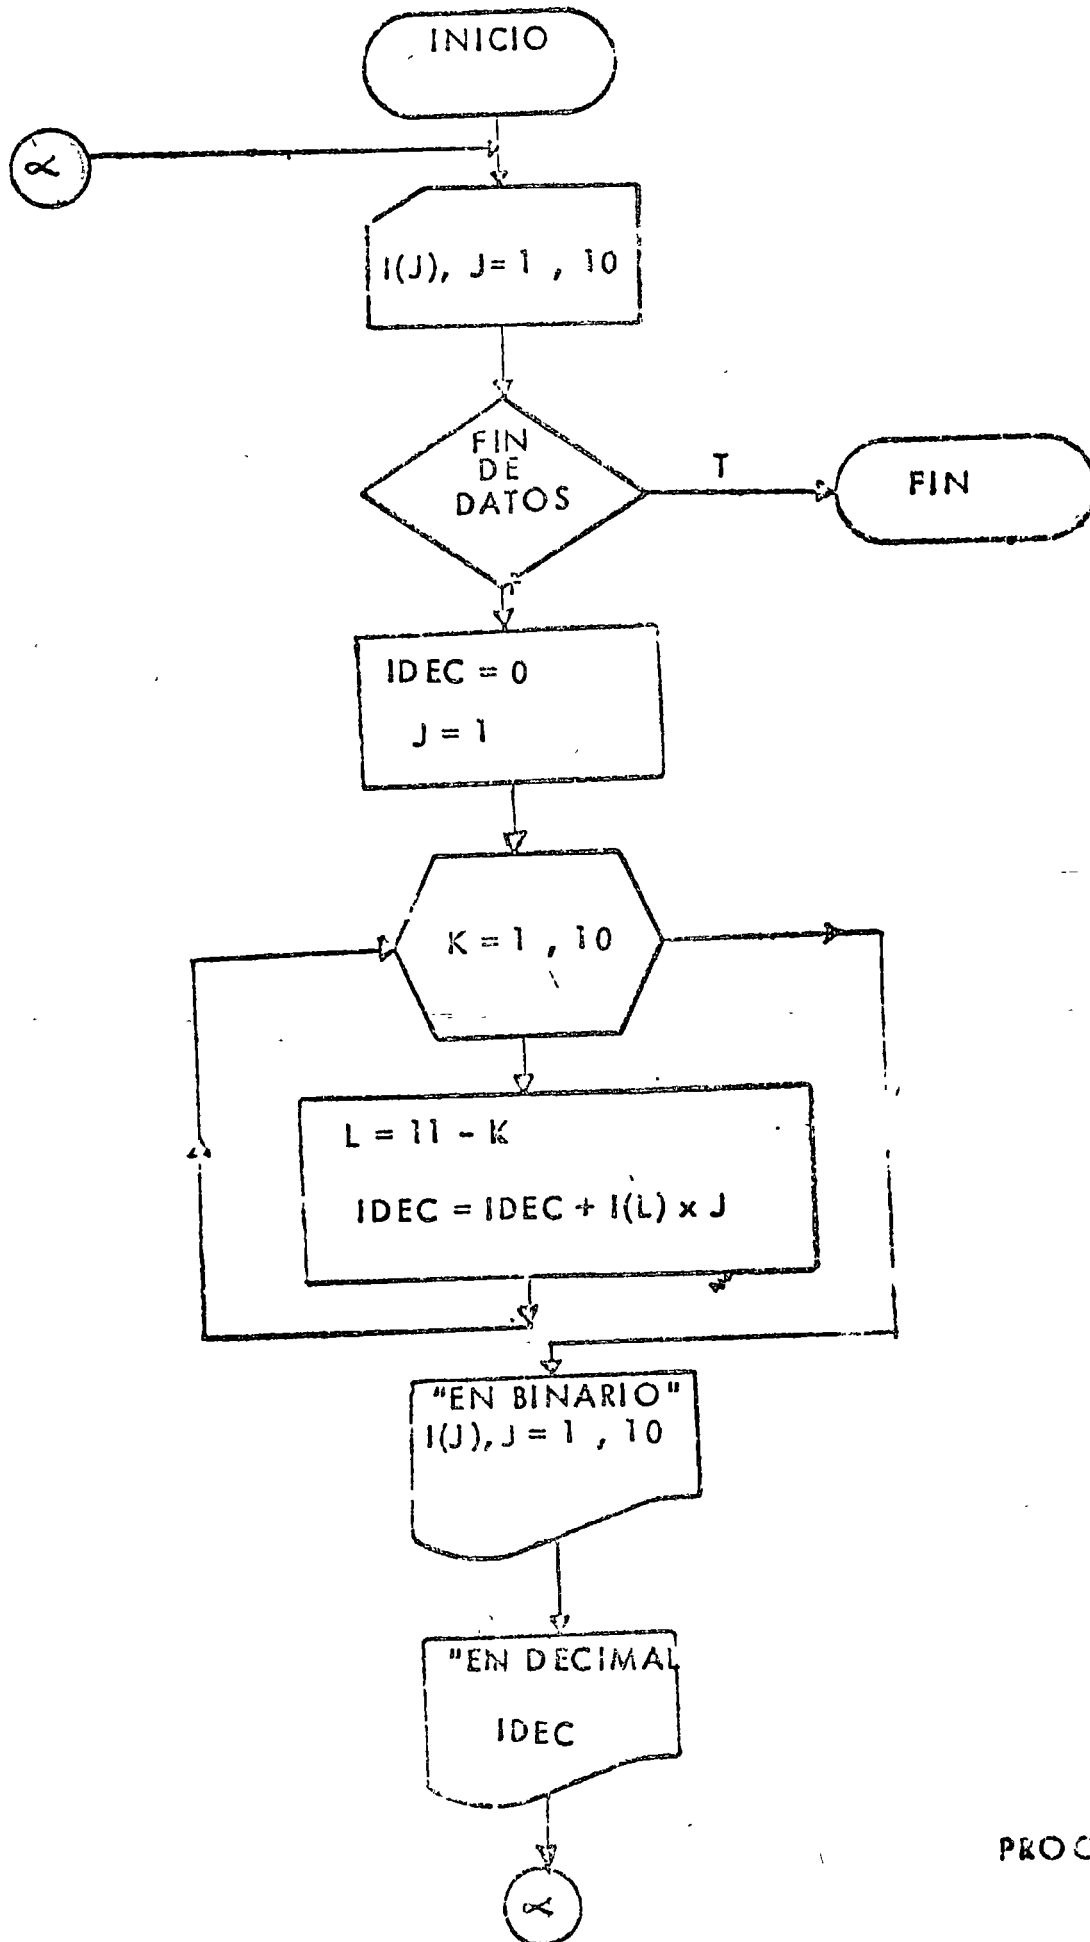 INICIO
∝
I(J), J= 1 , 10
FIN
DE
DATOS
T
FIN
IDEC = 0
J = 1
K = 1 , 10
L = 11 - K
IDEC = IDEC + I(L) x J
"EN BINARIO"
I(J), J = 1 , 10
"EN DECIMAL
IDEC
∝